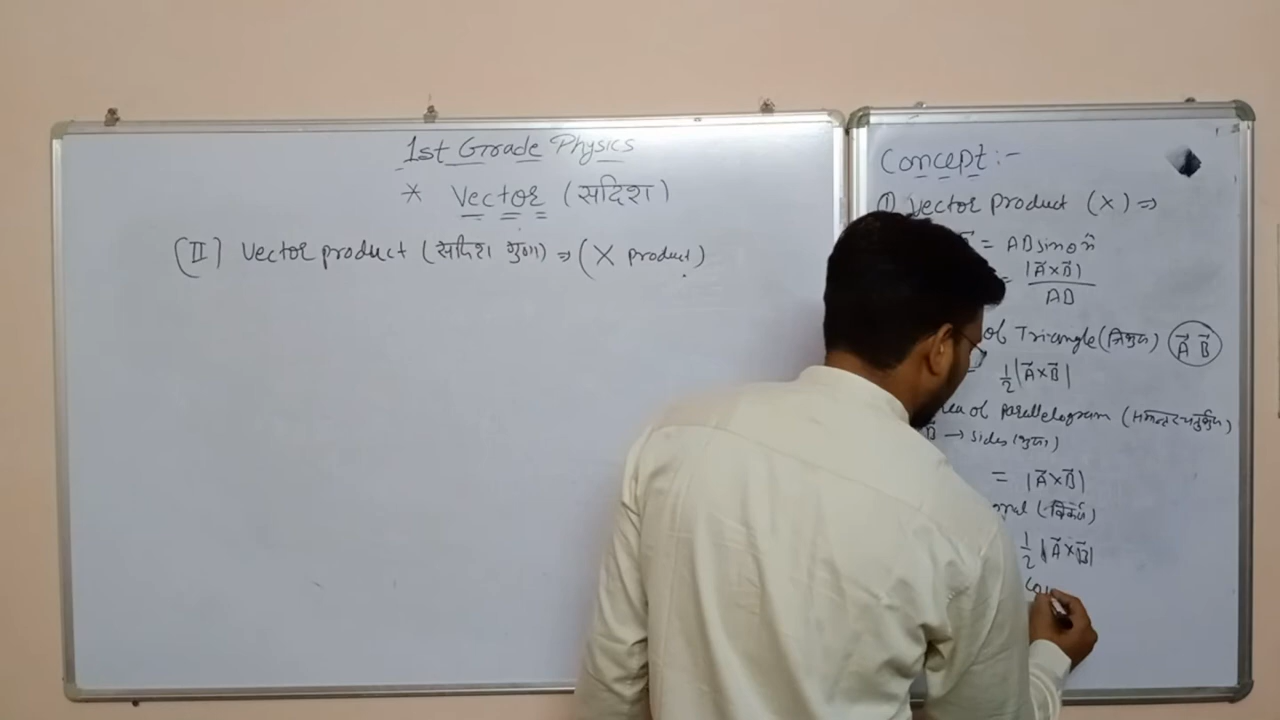 1st Grade Physics
* Vector (सदिश)
(II) Vector product (सदिश गुणा) ⇒ (X product)
Concept :-
① Vector product (X) ⇒
= AB sinθ n̂
= |A⃗×B⃗| / AB
of Triangle (त्रिभुज) A⃗ B⃗
= 1/2 |A⃗×B⃗|
of Parallelogram (समान्तर चतुर्भुज)
B⃗ → sides (भुजा)
= |A⃗×B⃗|
(विकर्ण)
1/2 |A⃗×B⃗|